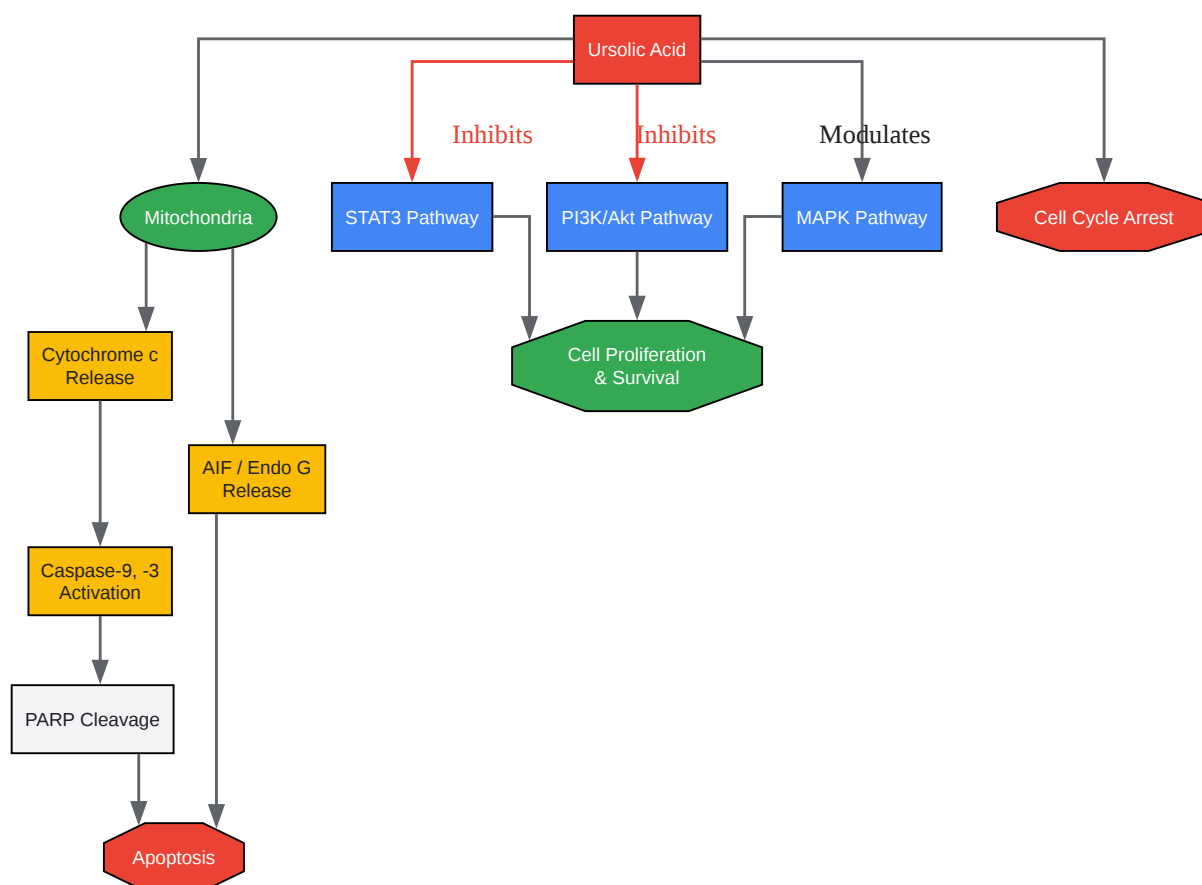 Ursolic Acid
Inhibits
Inhibits
Modulates
Mitochondria
STAT3 Pathway
PI3K/Akt Pathway
MAPK Pathway
Cell Cycle Arrest
Cytochrome c
Release
Cell Proliferation
& Survival
AIF / Endo G
Release
Caspase-9, -3
Activation
PARP Cleavage
Apoptosis